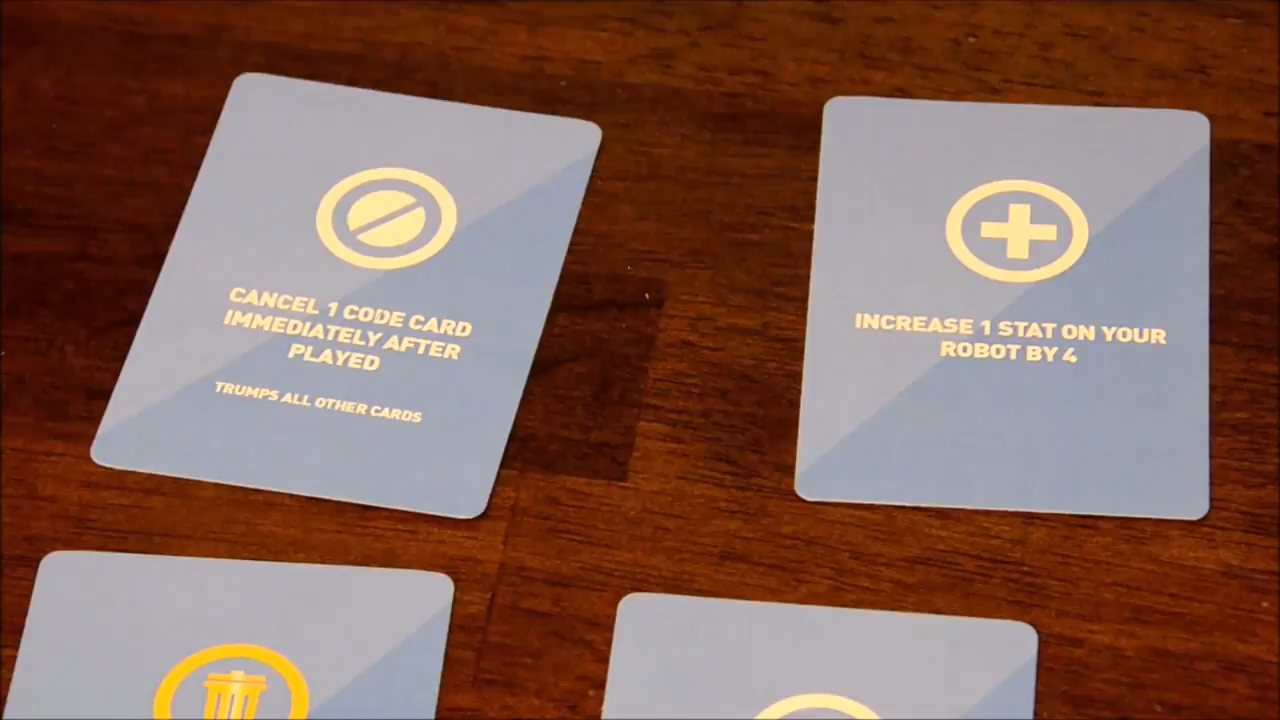 CANCEL 1 CODE CARD
IMMEDIATELY AFTER
PLAYED
TRUMPS ALL OTHER CARDS
INCREASE 1 STAT ON YOUR
ROBOT BY 4